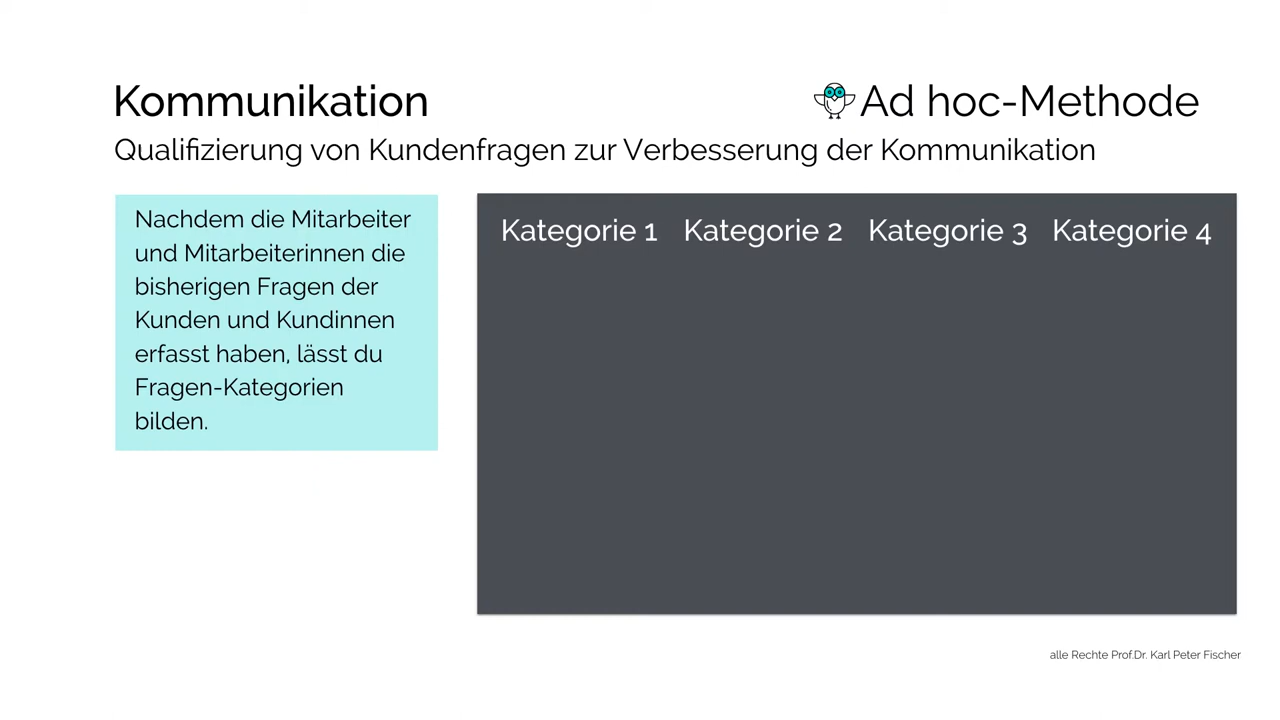 Kommunikation
Ad hoc-Methode
Qualifizierung von Kundenfragen zur Verbesserung der Kommunikation
Nachdem die Mitarbeiter
und Mitarbeiterinnen die
bisherigen Fragen der
Kunden und Kundinnen
erfasst haben, lässt du
Fragen-Kategorien
bilden.
Kategorie 1 Kategorie 2 Kategorie 3 Kategorie 4
alle Rechte Prof.Dr. Karl Peter Fischer